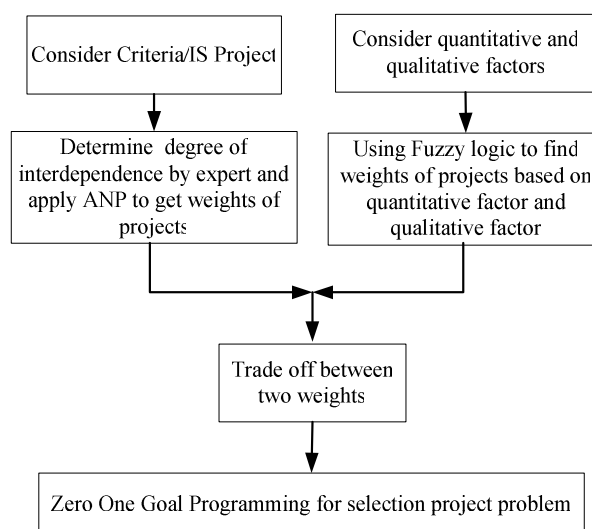 Consider Criteria/IS Project
Consider quantitative and
qualitative factors
Determine degree of
interdependence by expert and
apply ANP to get weights of
projects
Using Fuzzy logic to find
weights of projects based on
quantitative factor and
qualitative factor
Trade off between
two weights
Zero One Goal Programming for selection project problem